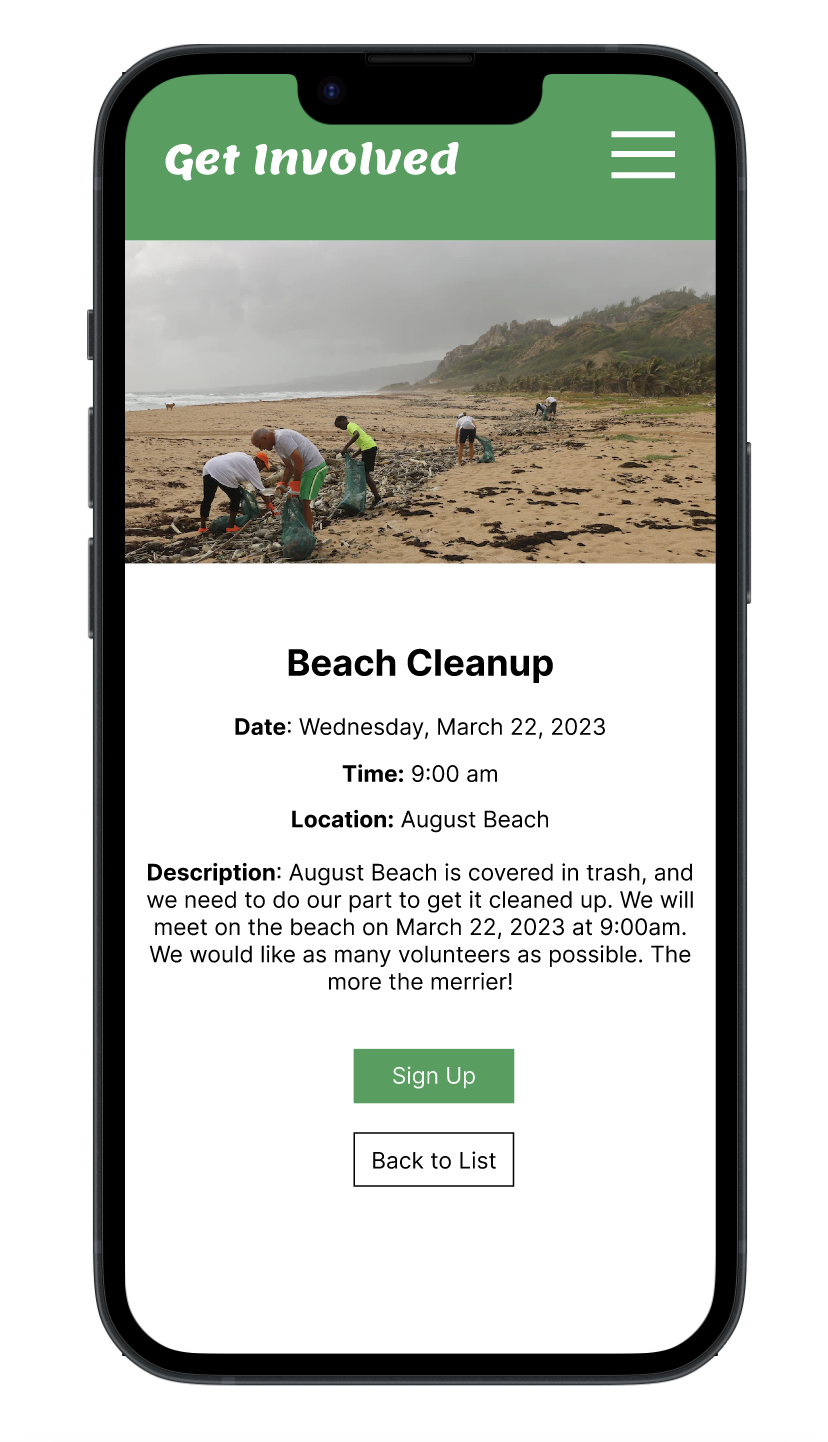 Get Involved
Beach Cleanup
Date: Wednesday, March 22, 2023
Time: 9:00 am
Location: August Beach
Description: August Beach is covered in trash, and
we need to do our part to get it cleaned up. We will
meet on the beach on March 22, 2023 at 9:00am.
We would like as many volunteers as possible. The
more the merrier!
Sign Up
Back to List